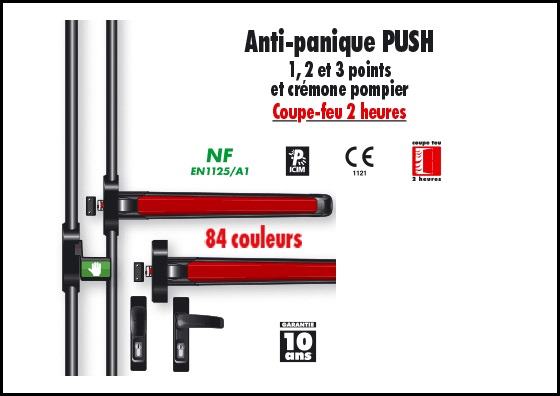 Anti-panique PUSH
1, 2 et 3 points
et crémone pompier
Coupe-feu 2 heures
NF
EN1125/A1
P
ICIM
CE
1121
coupe feu
2 heures
84 couleurs
GARANTIE
10
ans